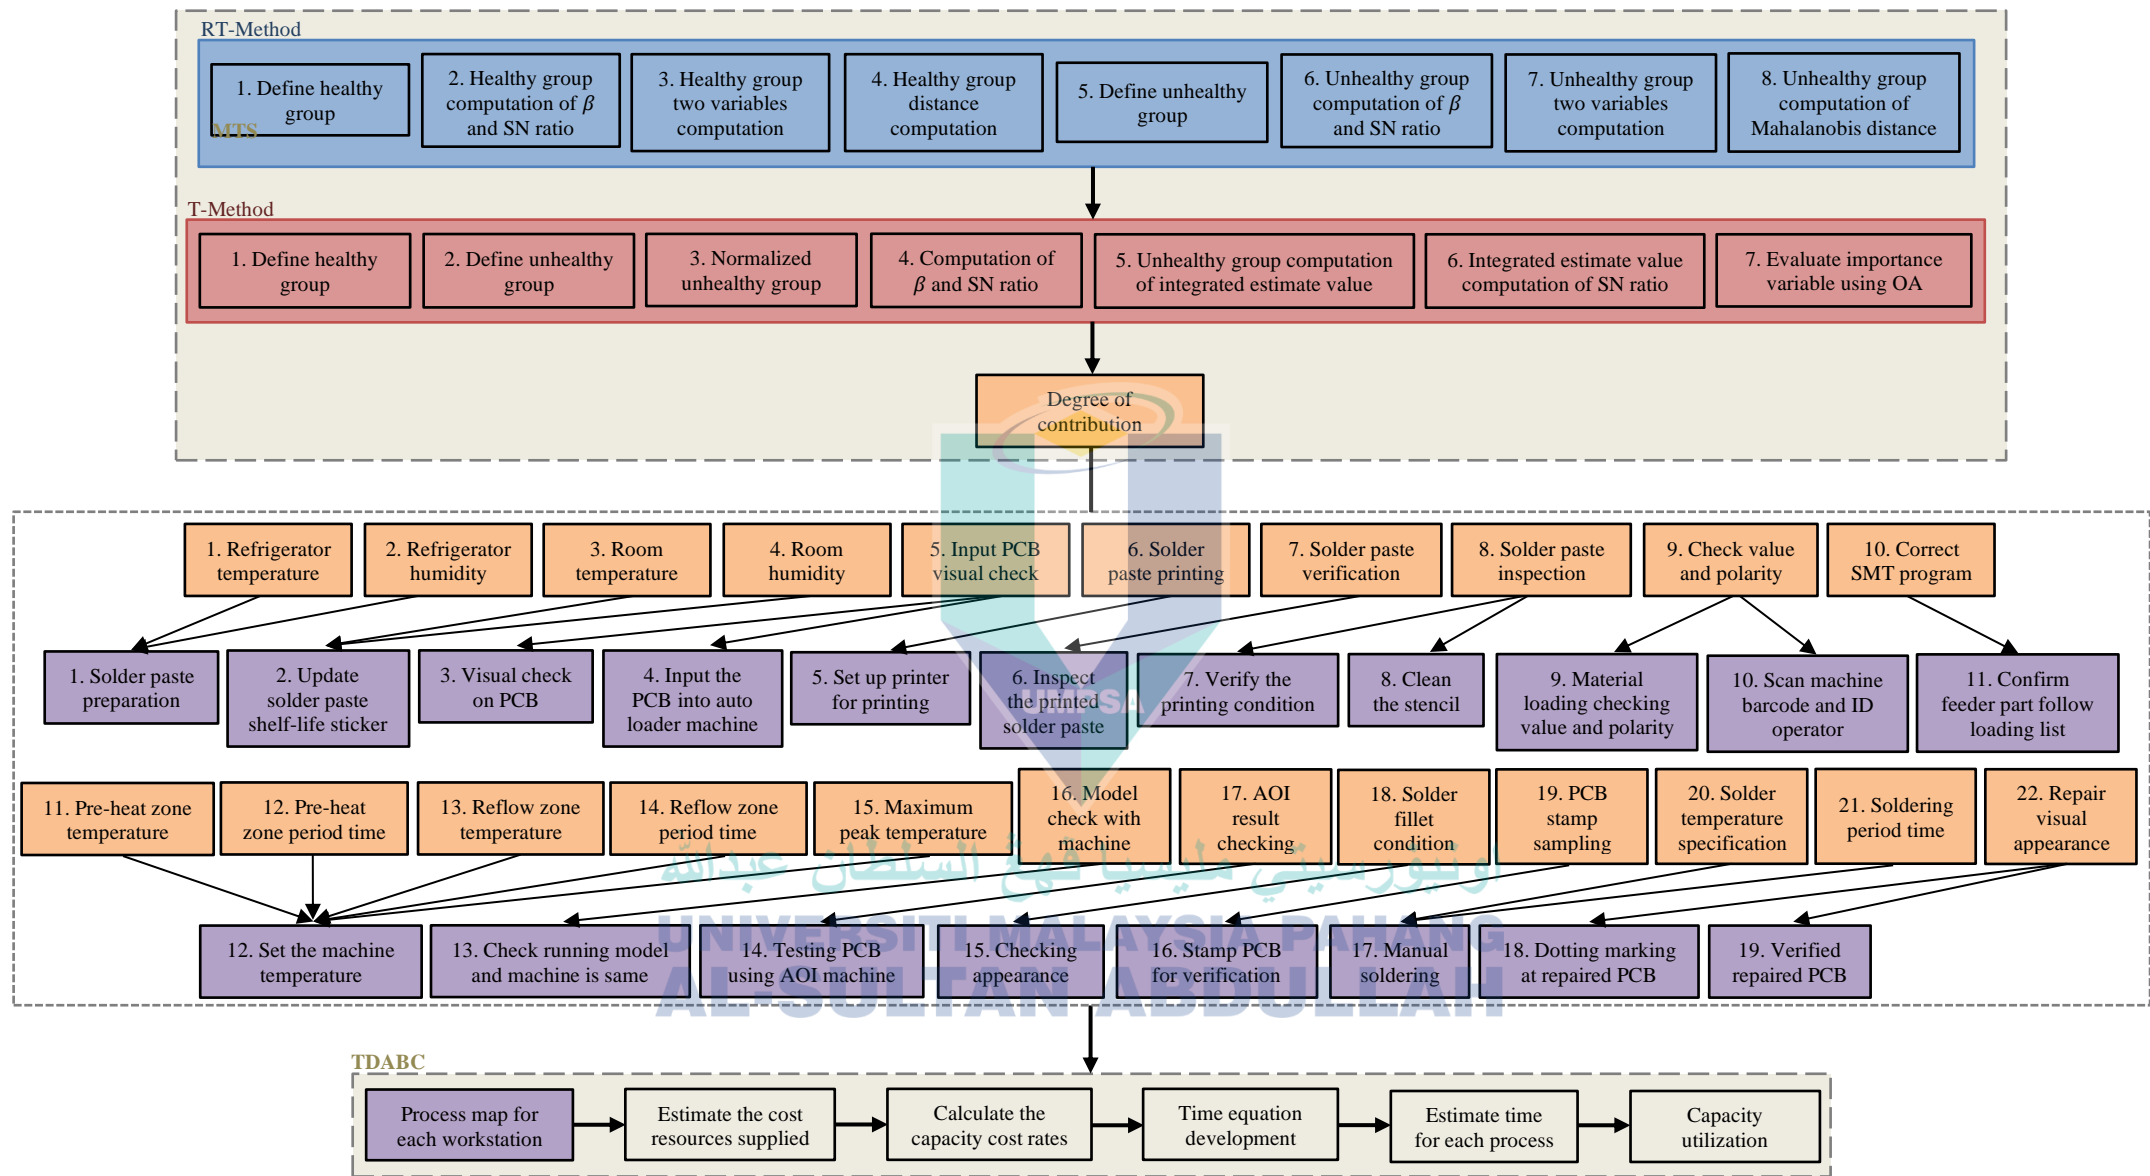 RT-Method
1. Define healthy
group
2. Healthy group
computation of β
and SN ratio
3. Healthy group
two variables
computation
4. Healthy group
distance
computation
5. Define unhealthy
group
6. Unhealthy group
computation of β
and SN ratio
7. Unhealthy group
two variables
computation
8. Unhealthy group
computation of
Mahalanobis distance
MTS
T-Method
1. Define healthy
group
2. Define unhealthy
group
3. Normalized
unhealthy group
4. Computation of
β and SN ratio
5. Unhealthy group computation
of integrated estimate value
6. Integrated estimate value
computation of SN ratio
7. Evaluate importance
variable using OA
Degree of
contribution
1. Refrigerator
temperature
2. Refrigerator
humidity
3. Room
temperature
4. Room
humidity
5. Input PCB
visual check
6. Solder
paste printing
7. Solder paste
verification
8. Solder paste
inspection
9. Check value
and polarity
10. Correct
SMT program
1. Solder paste
preparation
2. Update
solder paste
shelf-life sticker
3. Visual check
on PCB
4. Input the
PCB into auto
loader machine
5. Set up printer
for printing
6. Inspect
the printed
solder paste
7. Verify the
printing condition
8. Clean
the stencil
9. Material
loading checking
value and polarity
10. Scan machine
barcode and ID
operator
11. Confirm
feeder part follow
loading list
UMPSA
11. Pre-heat zone
temperature
12. Pre-heat
zone period time
13. Reflow zone
temperature
14. Reflow zone
period time
15. Maximum
peak temperature
16. Model
check with
machine
17. AOI
result
checking
18. Solder
fillet
condition
19. PCB
stamp
sampling
20. Solder
temperature
specification
21. Soldering
period time
22. Repair
visual
appearance
اونيۏرسيتي مليسيا ڤهڠ السلطان عبدالله
UNIVERSITI MALAYSIA PAHANG
AL-SULTAN ABDULLAH
12. Set the machine
temperature
13. Check running model
and machine is same
14. Testing PCB
using AOI machine
15. Checking
appearance
16. Stamp PCB
for verification
17. Manual
soldering
18. Dotting marking
at repaired PCB
19. Verified
repaired PCB
TDABC
Process map for
each workstation
Estimate the cost
resources supplied
Calculate the
capacity cost rates
Time equation
development
Estimate time
for each process
Capacity
utilization